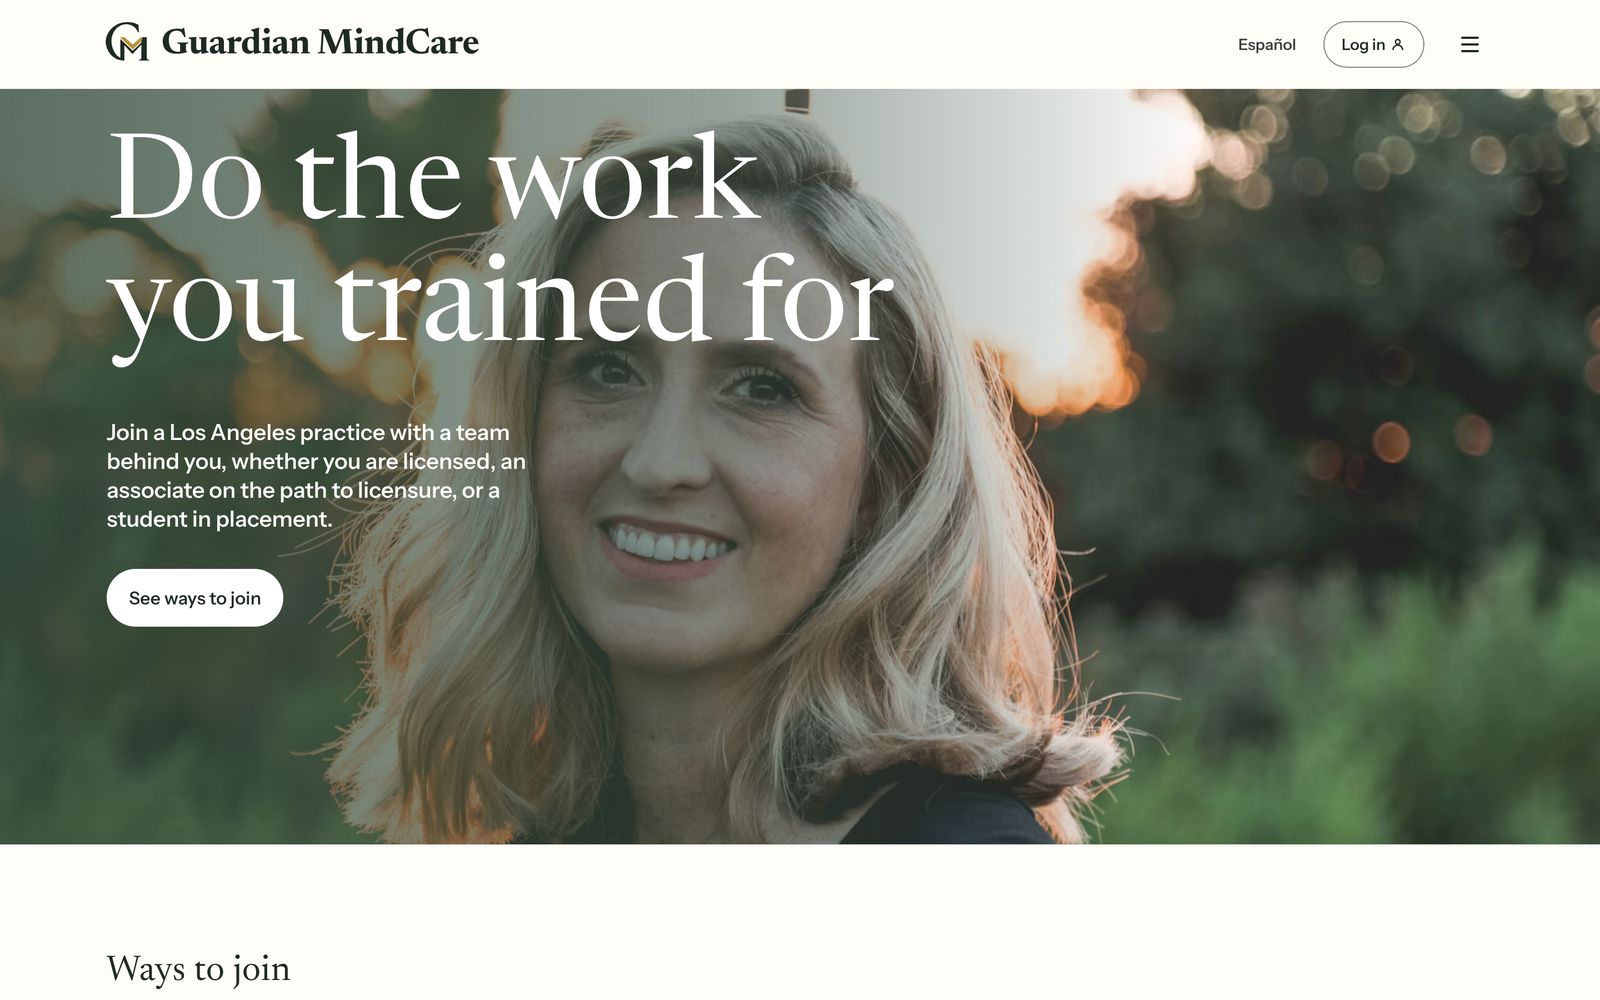 Guardian MindCare
Español
Log in
Do the work
you trained for
Join a Los Angeles practice with a team
behind you, whether you are licensed, an
associate on the path to licensure, or a
student in placement.
See ways to join
Ways to join